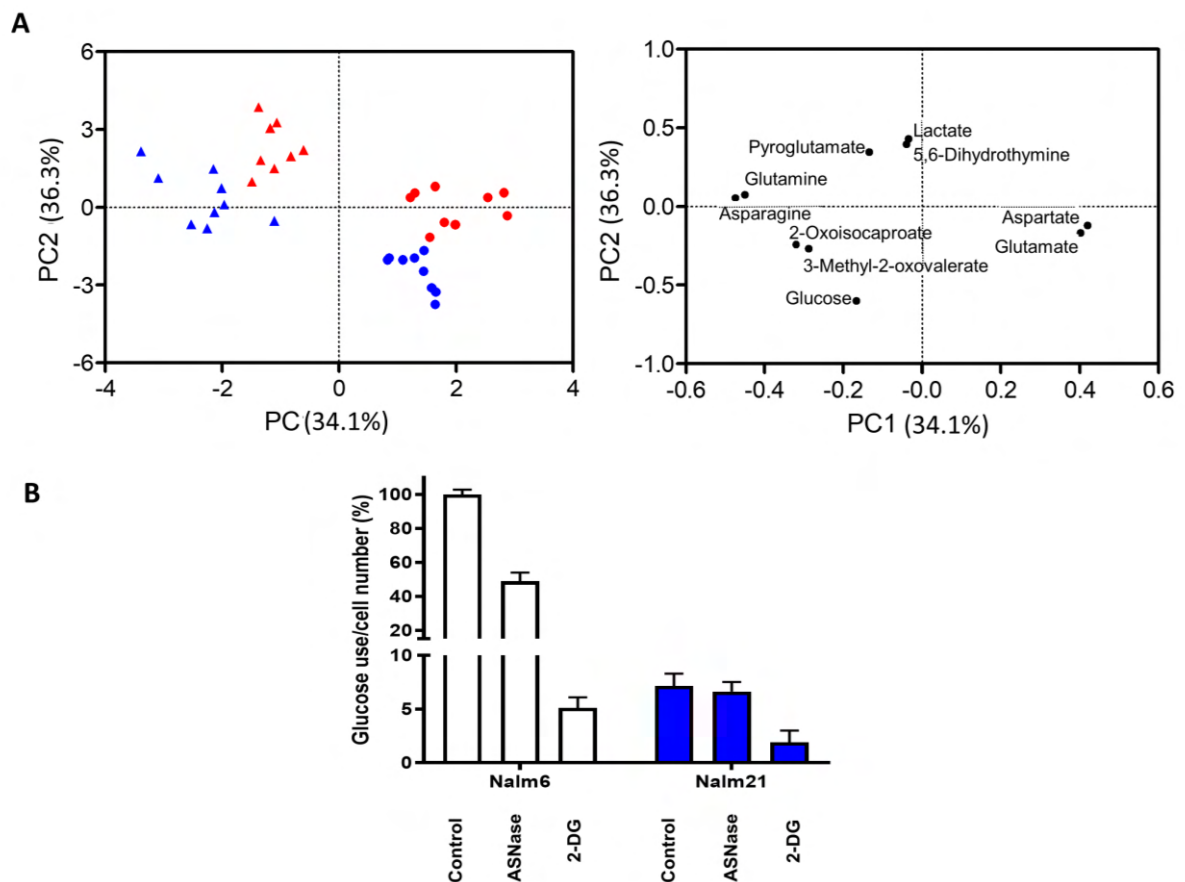 A
PC2 (36.3%)
6
3
0
-3
-6
-4
-2
0
2
4
PC (34.1%)
PC2 (36.3%)
1.0
0.5
0.0
-0.5
-1.0
Lactate
5,6-Dihydrothymine
Pyroglutamate
Glutamine
Asparagine
2-Oxoisocaproate
3-Methyl-2-oxovalerate
Glucose
Aspartate
Glutamate
-0.6
-0.4
-0.2
-0.0
0.2
0.4
0.6
PC1 (34.1%)
B
Glucose use/cell number (%)
100
80
60
40
20
10
5
0
Nalm6
Nalm21
Control
ASNase
2-DG
Control
ASNase
2-DG